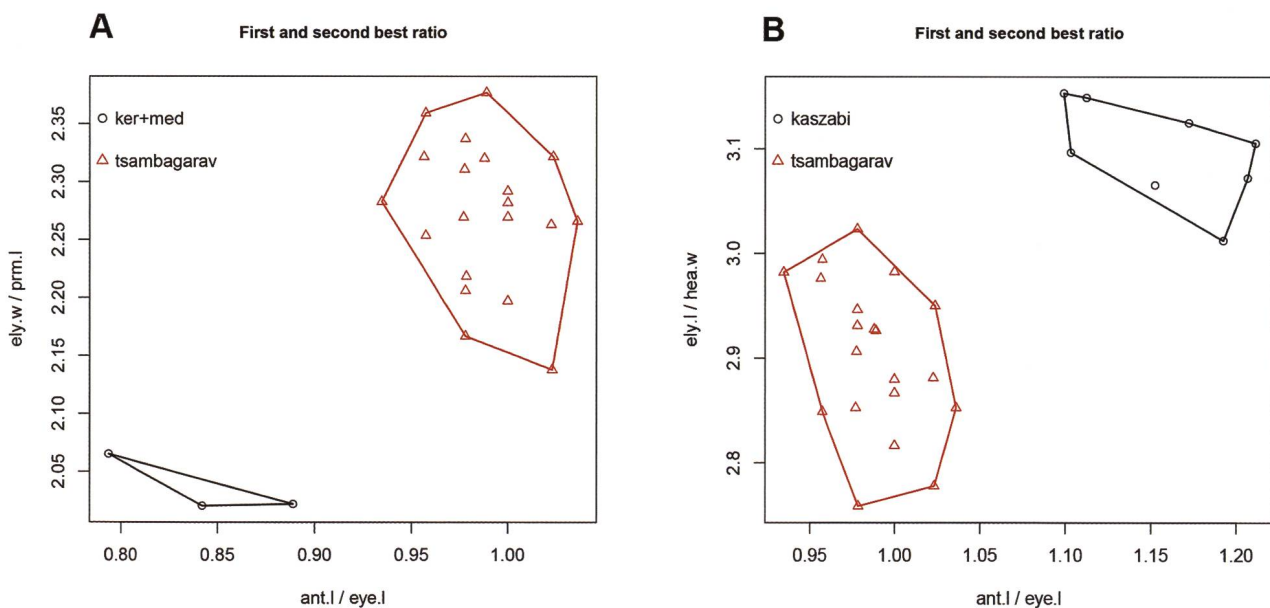 A
First and second best ratio
ker+med
tsambagarav
ely.w / prm.l
2.35
2.30
2.25
2.20
2.15
2.10
2.05
0.80 0.85 0.90 0.95 1.00
ant.l / eye.l
B
First and second best ratio
kaszabi
tsambagarav
ely.l / hea.w
3.1
3.0
2.9
2.8
0.95 1.00 1.05 1.10 1.15 1.20
ant.l / eye.l